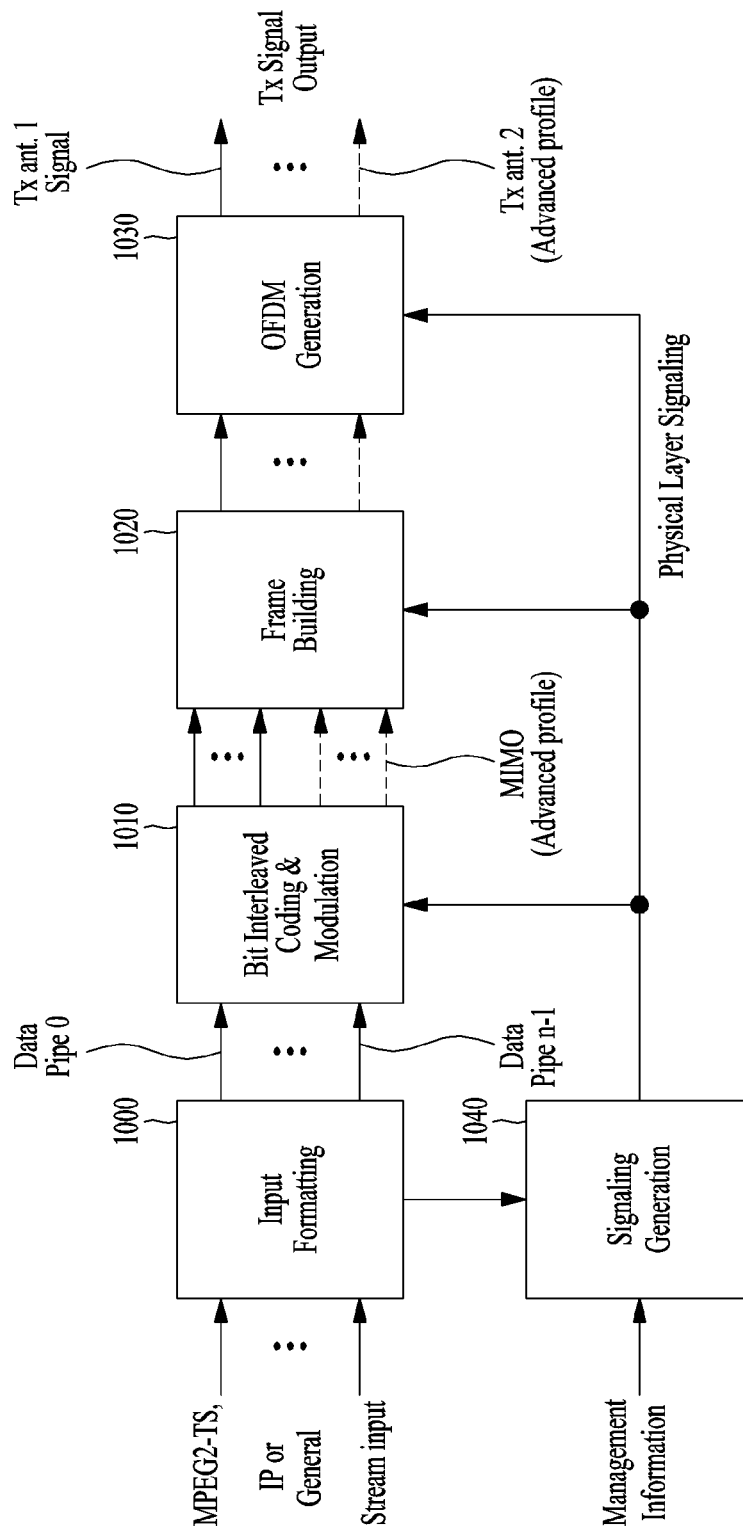 MPEG2-TS,
IP or
General
Stream input
Management
Information
1000
Input
Formatting
1040
Signaling
Generation
Data
Pipe 0
Data
Pipe n-1
1010
Bit Interleaved
Coding &
Modulation
MIMO
(Advanced profile)
1020
Frame
Building
1030
OFDM
Generation
Physical Layer Signaling
Tx ant. 1
Signal
Tx Signal
Output
Tx ant. 2
(Advanced profile)